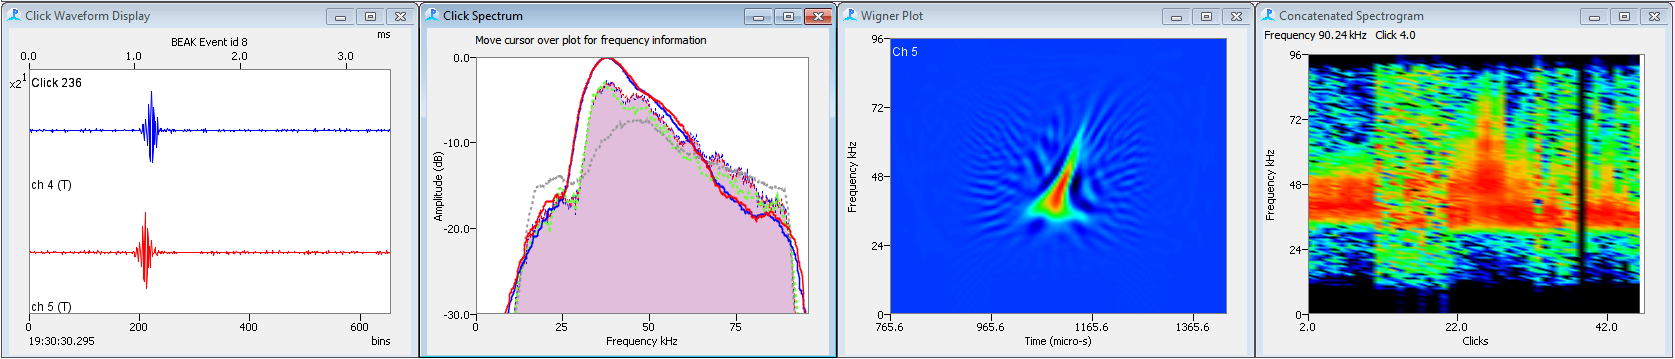 Click Waveform Display
BEAK Event id 8
ms
0.0 1.0 2.0 3.0
x2^1
Click 236
ch 4 (T)
ch 5 (T)
0 200 400 600
19:30:30.295 bins
Click Spectrum
Move cursor over plot for frequency information
0.0
-10.0
-20.0
-30.0
Amplitude (dB)
0 25 50 75
Frequency kHz
Wigner Plot
Ch 5
96
72
48
24
0
Frequency kHz
765.6 965.6 1165.6 1365.6
Time (micro-s)
Concatenated Spectrogram
Frequency 90.24 kHz Click 4.0
96
72
48
24
0
Frequency kHz
2.0 22.0 42.0
Clicks